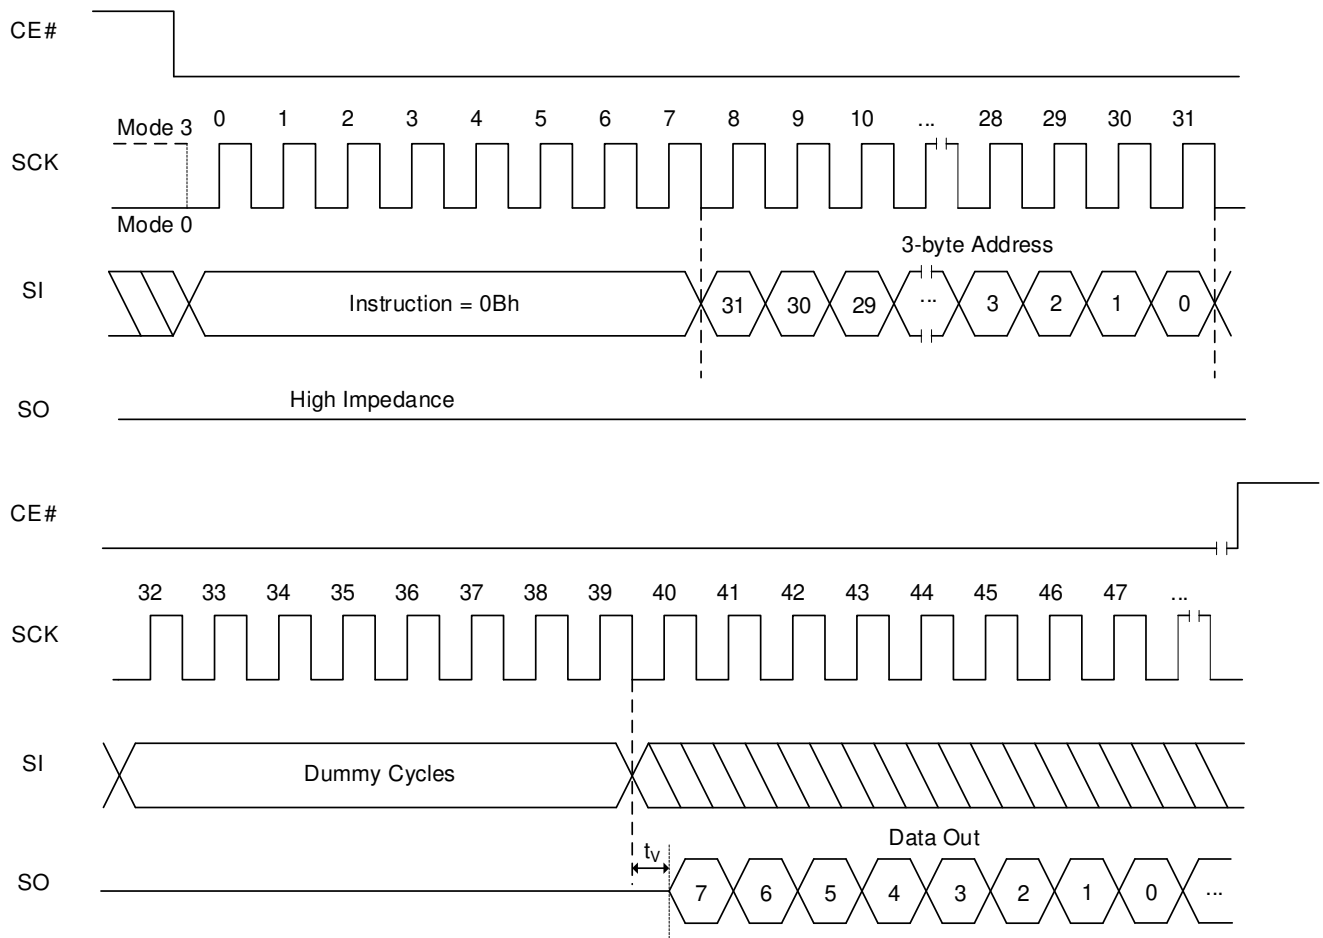 CE#
Mode 3
0 1 2 3 4 5 6 7 8 9 10 ... 28 29 30 31
SCK
Mode 0
3-byte Address
SI
Instruction = 0Bh
31 30 29 ... 3 2 1 0
SO
High Impedance
CE#
32 33 34 35 36 37 38 39 40 41 42 43 44 45 46 47 ...
SCK
SI
Dummy Cycles
Data Out
tV
SO
7 6 5 4 3 2 1 0 ...